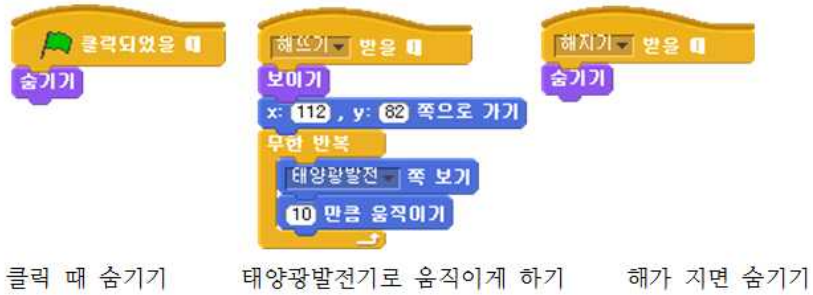 클릭되었을 때
숨기기
해뜨기 받을 때
보이기
x: 112 , y: 82 쪽으로 가기
무한 반복
태양광발전 쪽 보기
10 만큼 움직이기
해지기 받을 때
숨기기
클릭 때 숨기기
태양광발전기로 움직이게 하기
해가 지면 숨기기